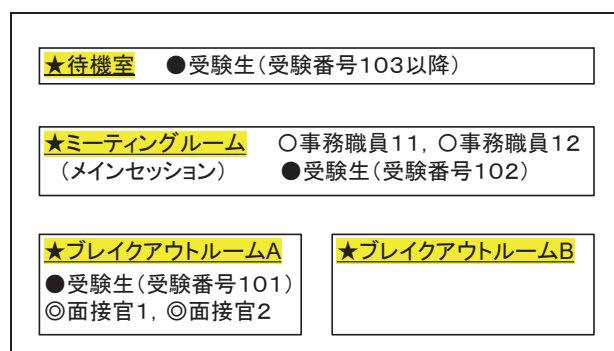 ★待機室 ●受験生(受験番号103以降)
★ミーティングルーム ○事務職員11, ○事務職員12
(メインセッション) ●受験生(受験番号102)
★ブレイクアウトルームA
●受験生(受験番号101)
◎面接官1, ◎面接官2
★ブレイクアウトルームB